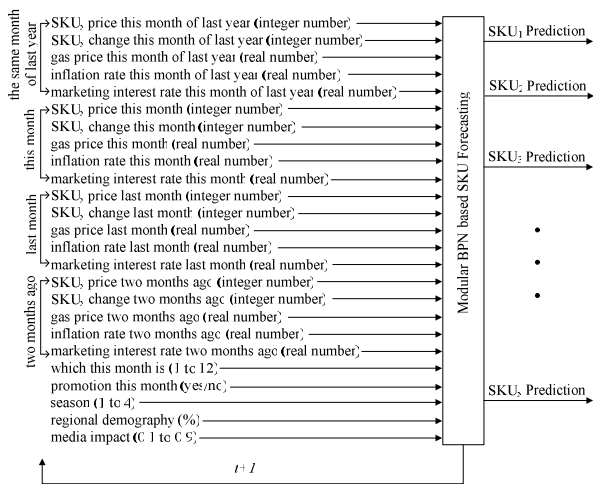 the same month
of last year
SKU, price this month of last year (integer number)
SKU, change this month of last year (integer number)
gas price this month of last year (real number)
inflation rate this month of last year (real number)
marketing interest rate this month of last year (real number)
this month
SKU, price this month (integer number)
SKU, change this month (integer number)
gas price this month (real number)
inflation rate this month (real number)
marketing interest rate this month (real number)
last month
SKU, price last month (integer number)
SKU, change last month (integer number)
gas price last month (real number)
inflation rate last month (real number)
marketing interest rate last month (real number)
two months ago
SKU, price two months ago (integer number)
SKU, change two months ago (integer number)
gas price two months ago (real number)
inflation rate two months ago (real number)
marketing interest rate two months ago (real number)
which this month is (1 to 12)
promotion this month (yes/no)
season (1 to 4)
regional demography (%)
media impact (0.1 to 0.9)
Modular BPN based SKU Forecasting
SKU1 Prediction
SKU2 Prediction
SKU3 Prediction
SKU, Prediction
t+1